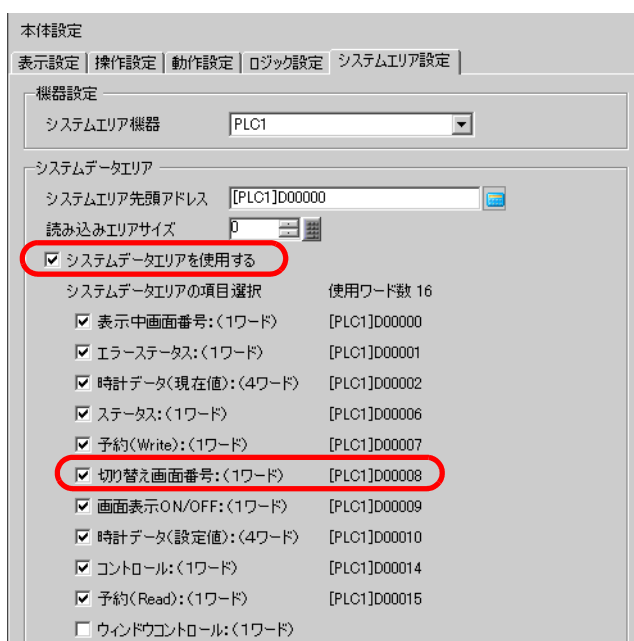 本体設定
表示設定 操作設定 動作設定 ロジック設定 システムエリア設定
機器設定
システムエリア機器 PLC1
システムデータエリア
システムエリア先頭アドレス [PLC1]D00000
読み込みエリアサイズ 0
システムデータエリアを使用する
システムデータエリアの項目選択 使用ワード数 16
表示中画面番号:(1ワード) [PLC1]D00000
エラーステータス:(1ワード) [PLC1]D00001
時計データ(現在値):(4ワード) [PLC1]D00002
ステータス:(1ワード) [PLC1]D00006
予約(Write):(1ワード) [PLC1]D00007
切り替え画面番号:(1ワード) [PLC1]D00008
画面表示ON/OFF:(1ワード) [PLC1]D00009
時計データ(設定値):(4ワード) [PLC1]D00010
コントロール:(1ワード) [PLC1]D00014
予約(Read):(1ワード) [PLC1]D00015
ウィンドウコントロール:(1ワード)